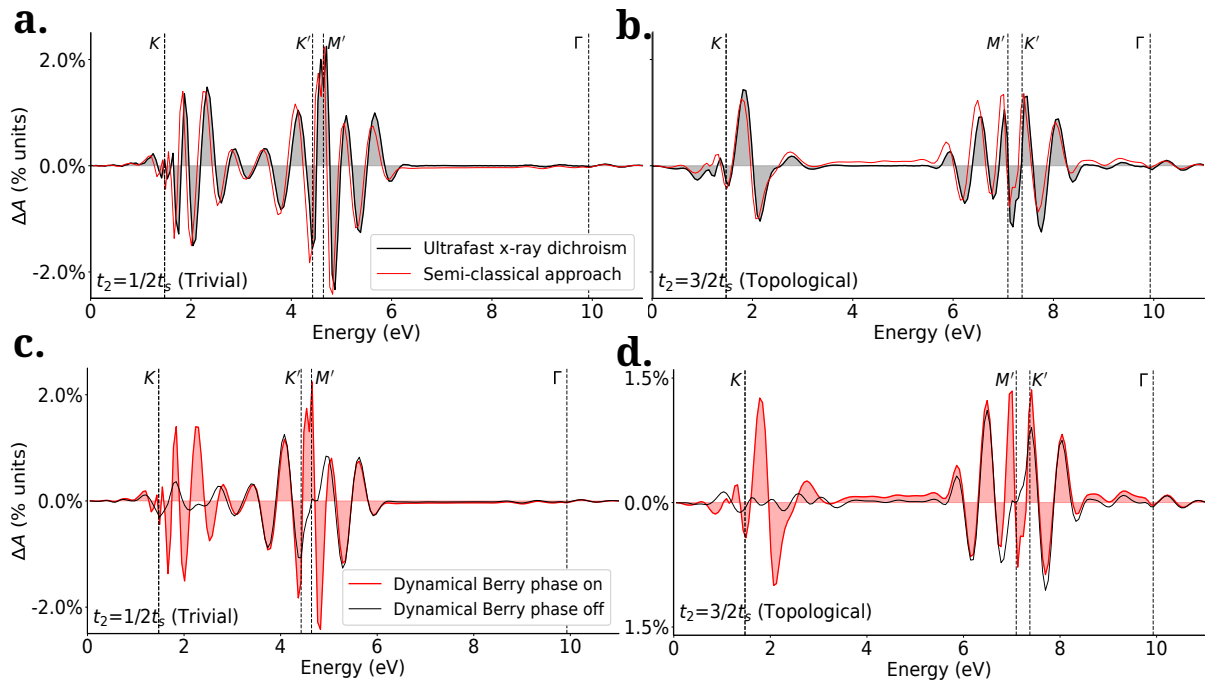 a.
K
K′
M′
Γ
2.0%
0.0%
-2.0%
ΔA (% units)
Ultrafast x-ray dichroism
Semi-classical approach
t₂=1/2tₛ (Trivial)
0
2
4
6
8
10
Energy (eV)
b.
K
M′
K′
Γ
t₂=3/2tₛ (Topological)
0
2
4
6
8
10
Energy (eV)
c.
K
K′
M′
Γ
2.0%
0.0%
-2.0%
ΔA (% units)
Dynamical Berry phase on
Dynamical Berry phase off
t₂=1/2tₛ (Trivial)
0
2
4
6
8
10
Energy (eV)
d.
K
M′
K′
Γ
1.5%
0.0%
1.5%
t₂=3/2tₛ (Topological)
0
2
4
6
8
10
Energy (eV)